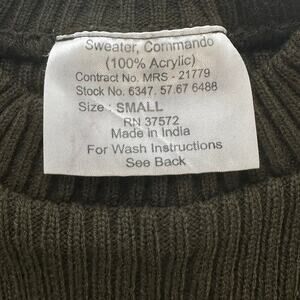 Sweater, Commando
(100% Acrylic)
Contract No. MRS - 21779
Stock No. 6347. 57.67 6488
Size : SMALL
RN 37572
Made in India
For Wash Instructions
See Back